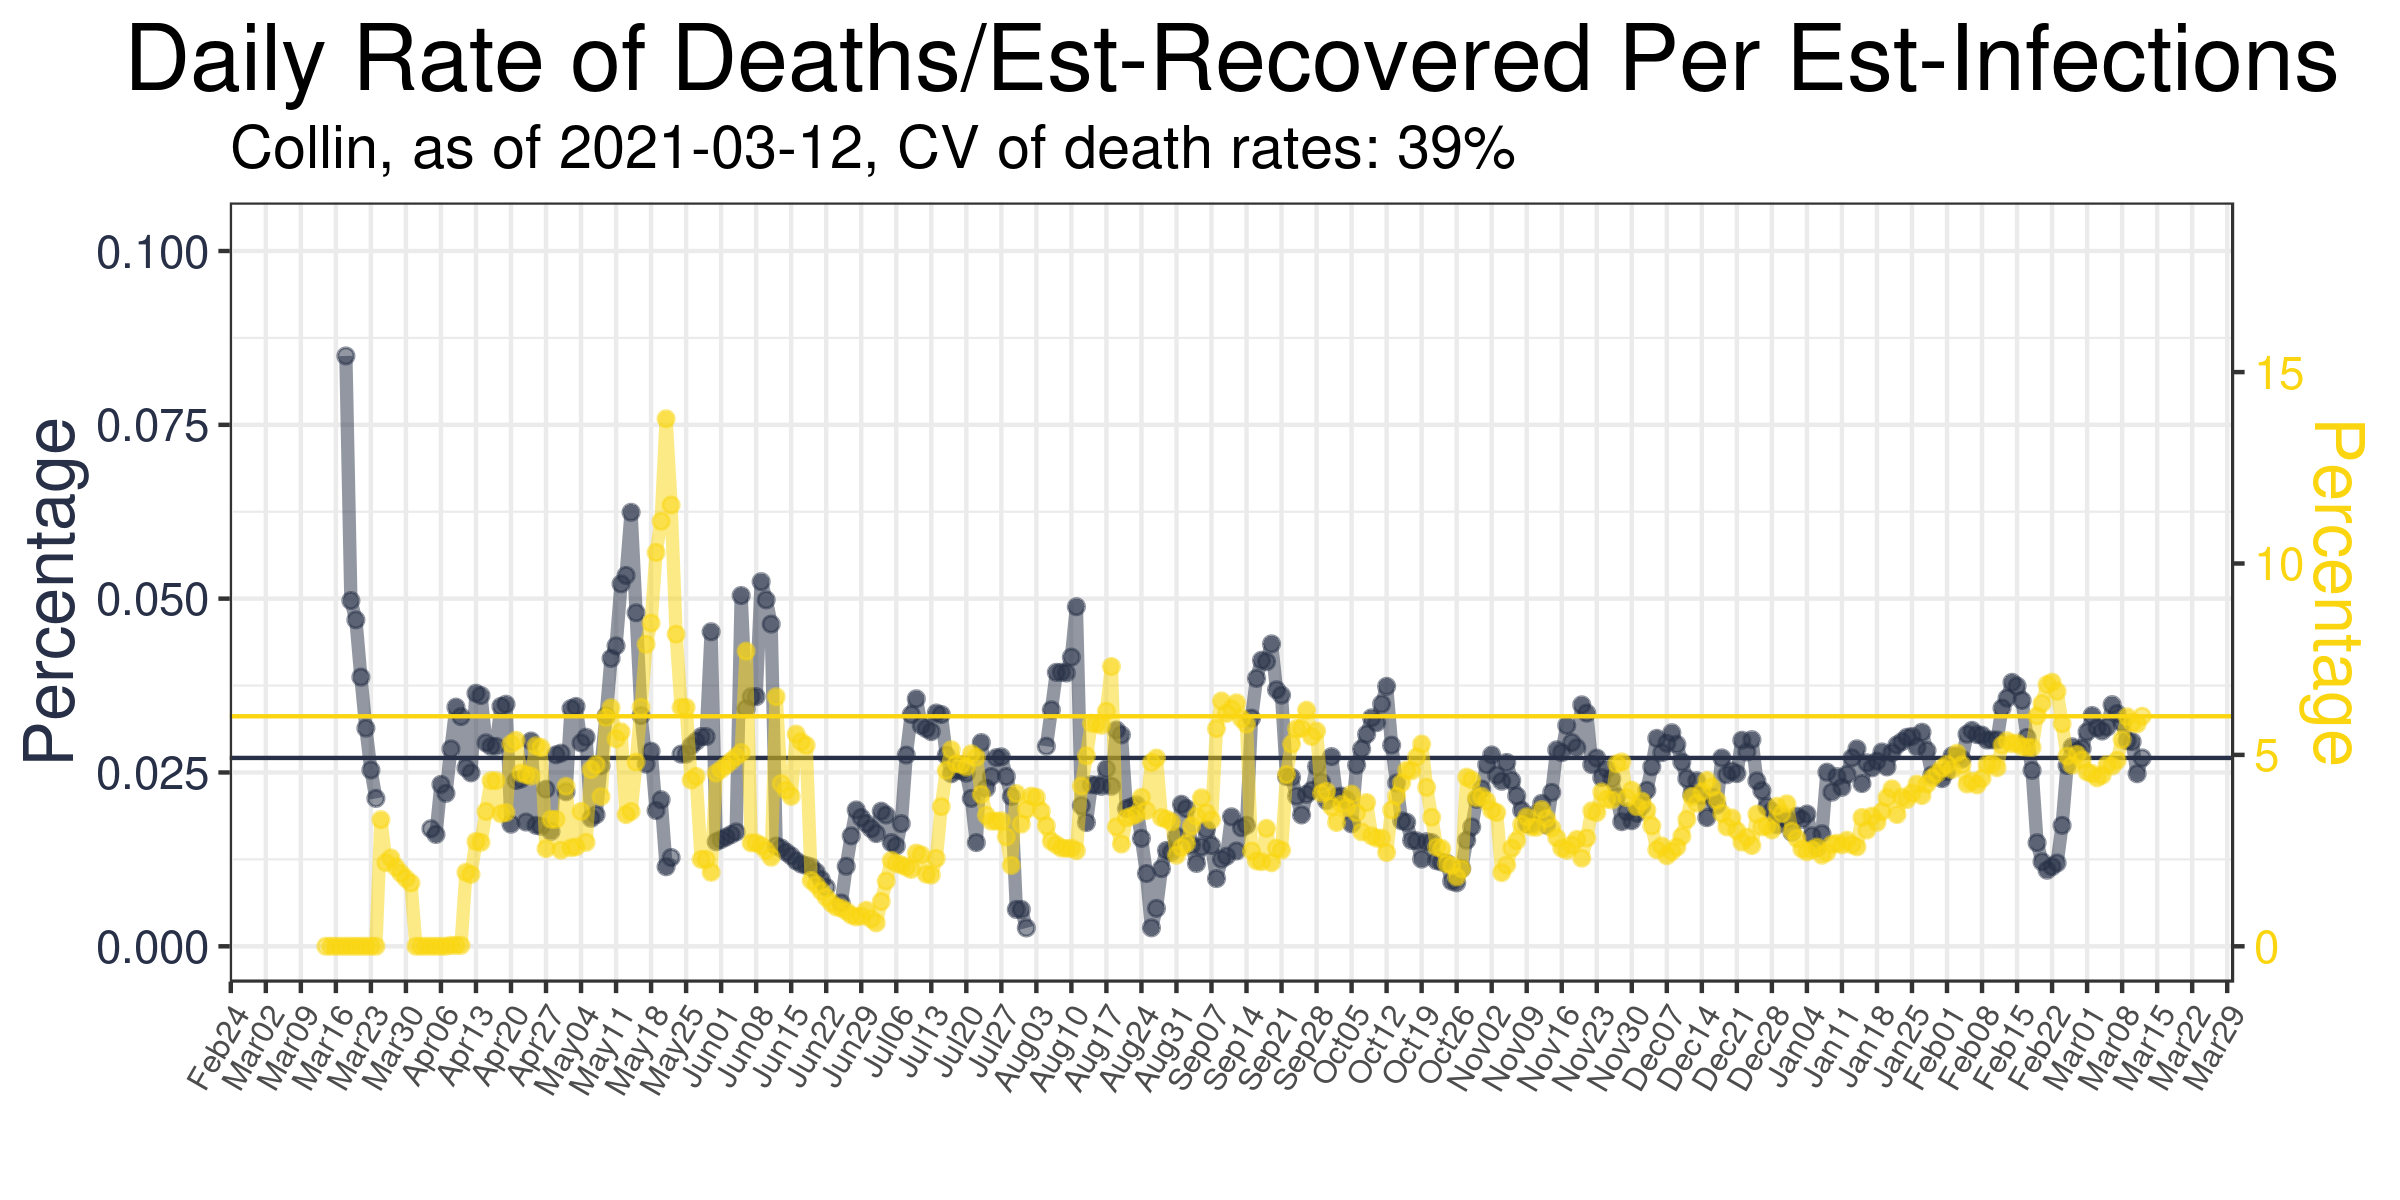 Daily Rate of Deaths/Est-Recovered Per Est-Infections
Collin, as of 2021-03-12, CV of death rates: 39%
Percentage
0.100
0.075
0.050
0.025
0.000
15
10
5
0
Percentage
Feb24
Mar02
Mar09
Mar16
Mar23
Mar30
Apr06
Apr13
Apr20
Apr27
May04
May11
May18
May25
Jun01
Jun08
Jun15
Jun22
Jun29
Jul06
Jul13
Jul20
Jul27
Aug03
Aug10
Aug17
Aug24
Aug31
Sep07
Sep14
Sep21
Sep28
Oct05
Oct12
Oct19
Oct26
Nov02
Nov09
Nov16
Nov23
Nov30
Dec07
Dec14
Dec21
Dec28
Jan04
Jan11
Jan18
Jan25
Feb01
Feb08
Feb15
Feb22
Mar01
Mar08
Mar15
Mar22
Mar29